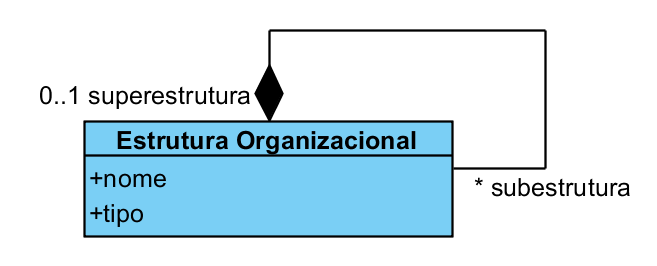 0..1 superestrutura
Estrutura Organizacional
+nome
+tipo
* subestrutura